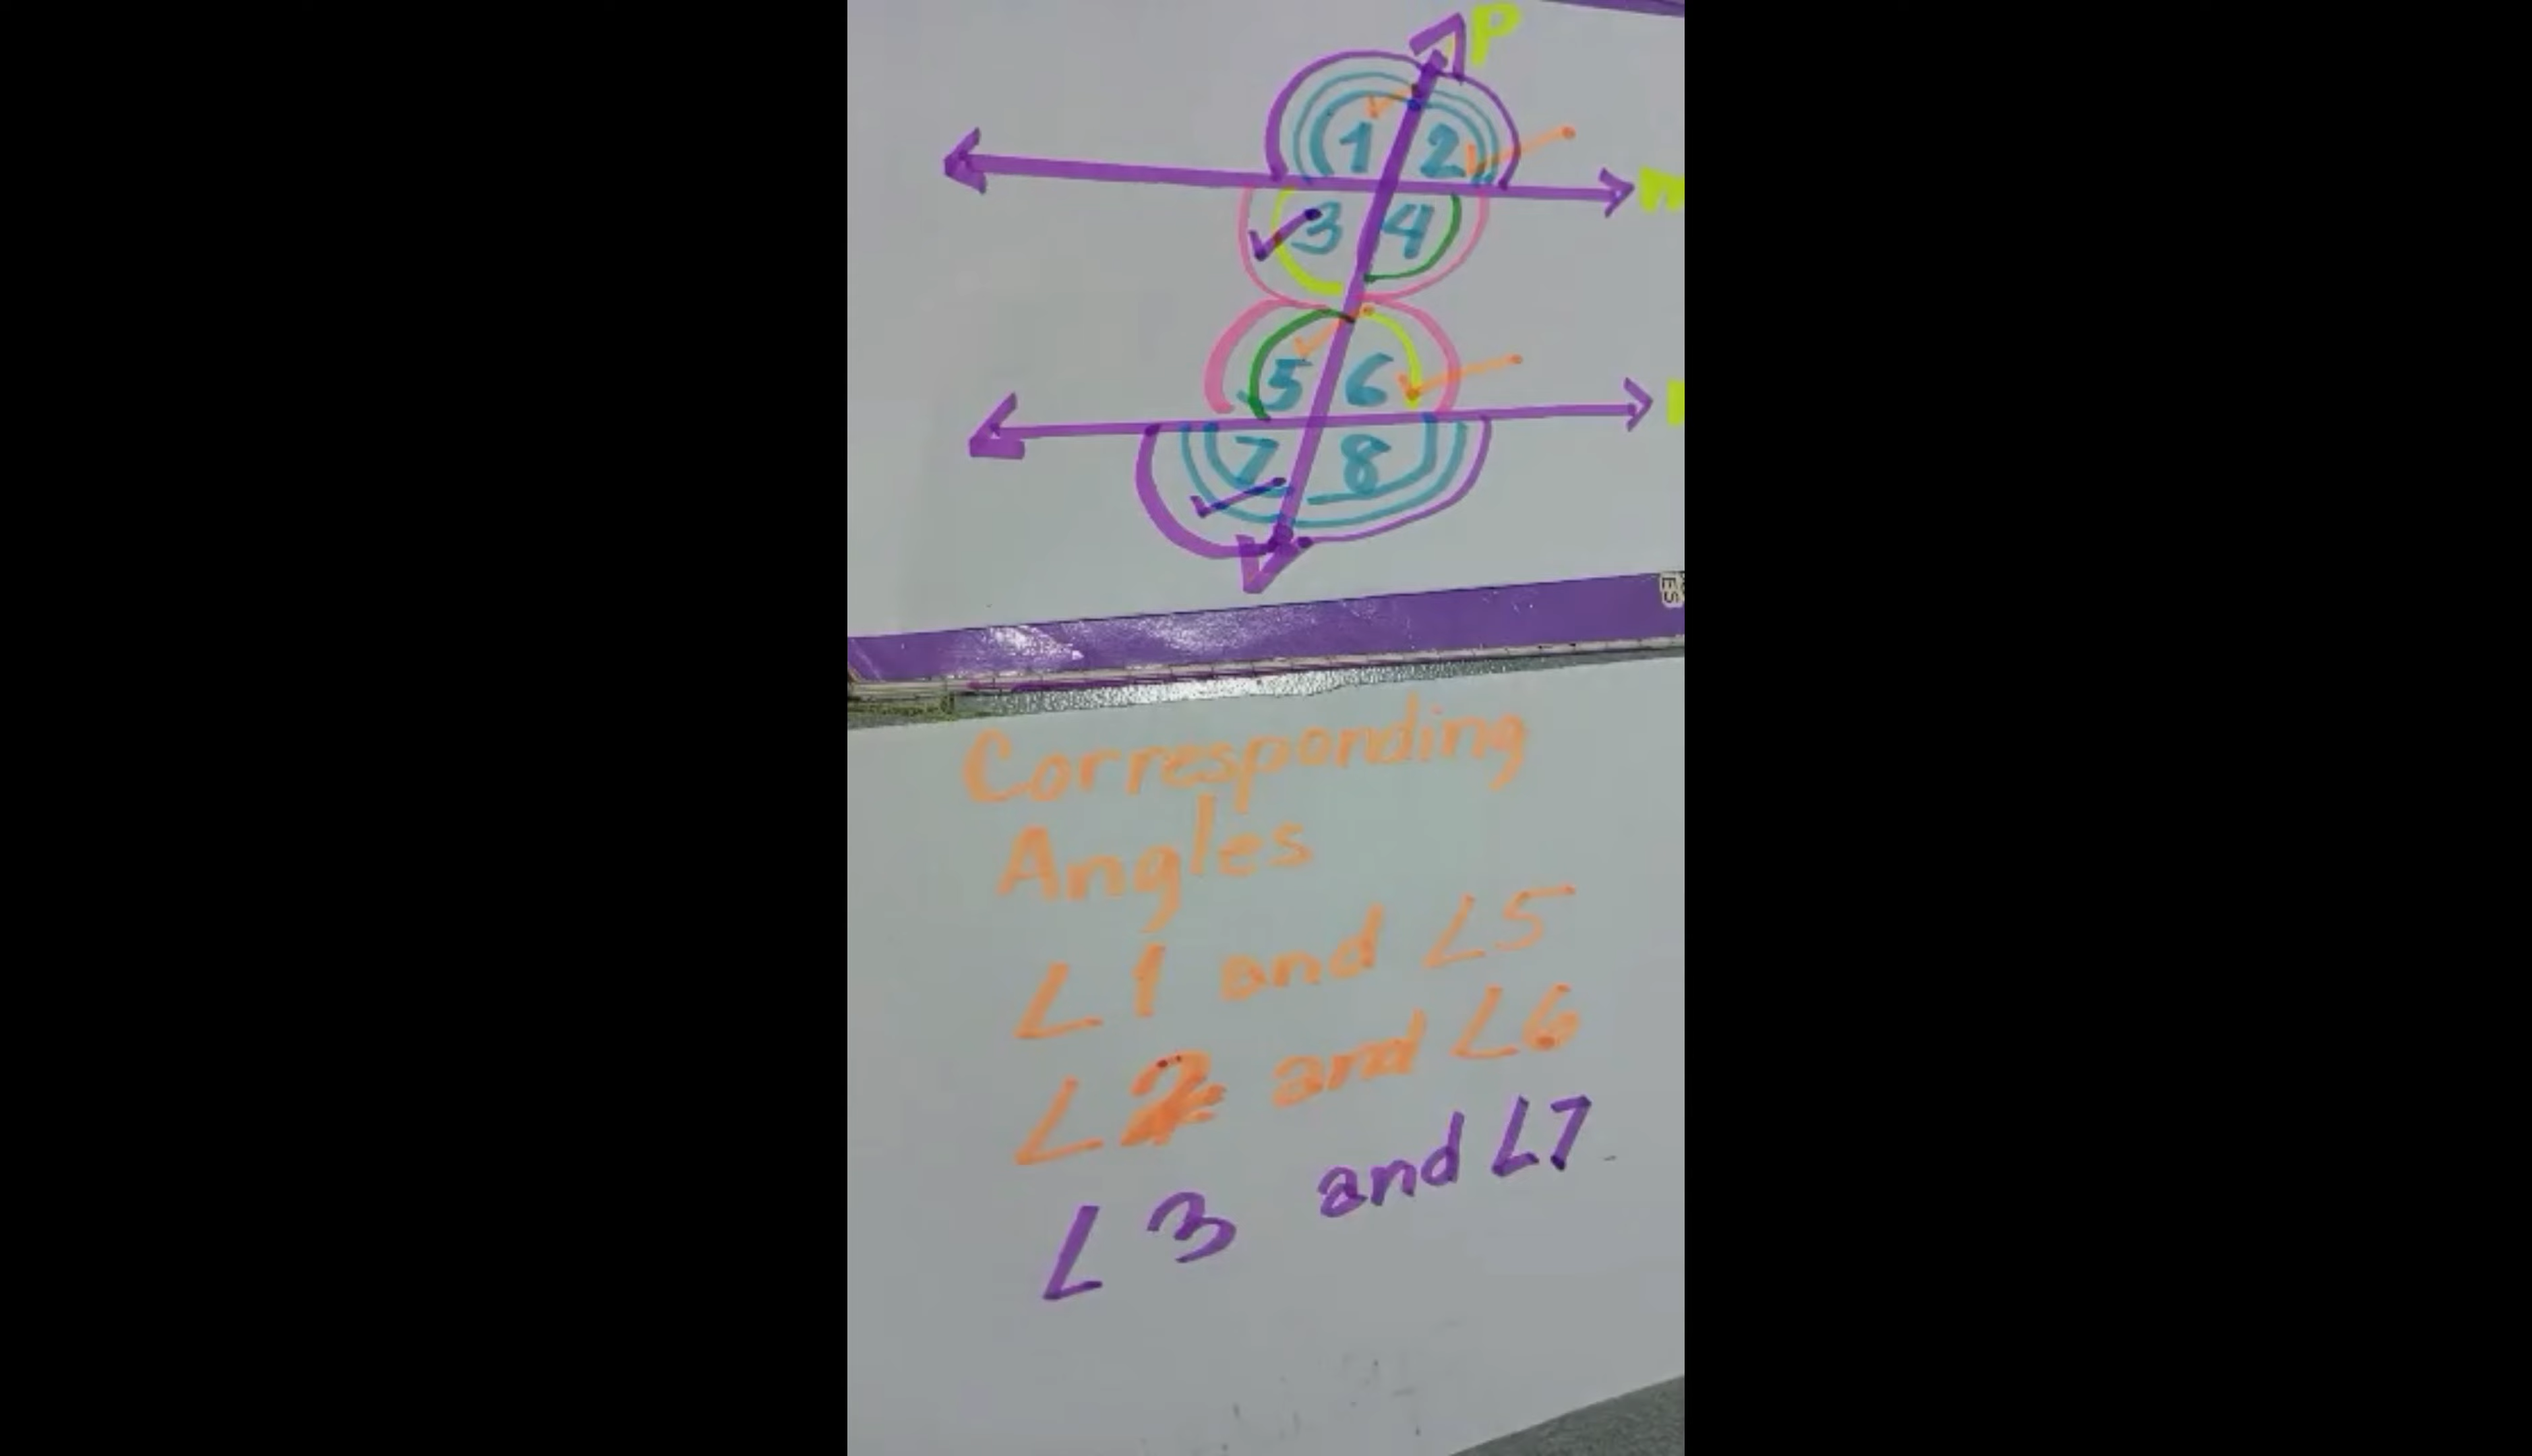 P
1 2
3 4
5 6
7 8
ES
Corresponding
Angles
∠1 and ∠5
∠2 and ∠6
∠3 and ∠7